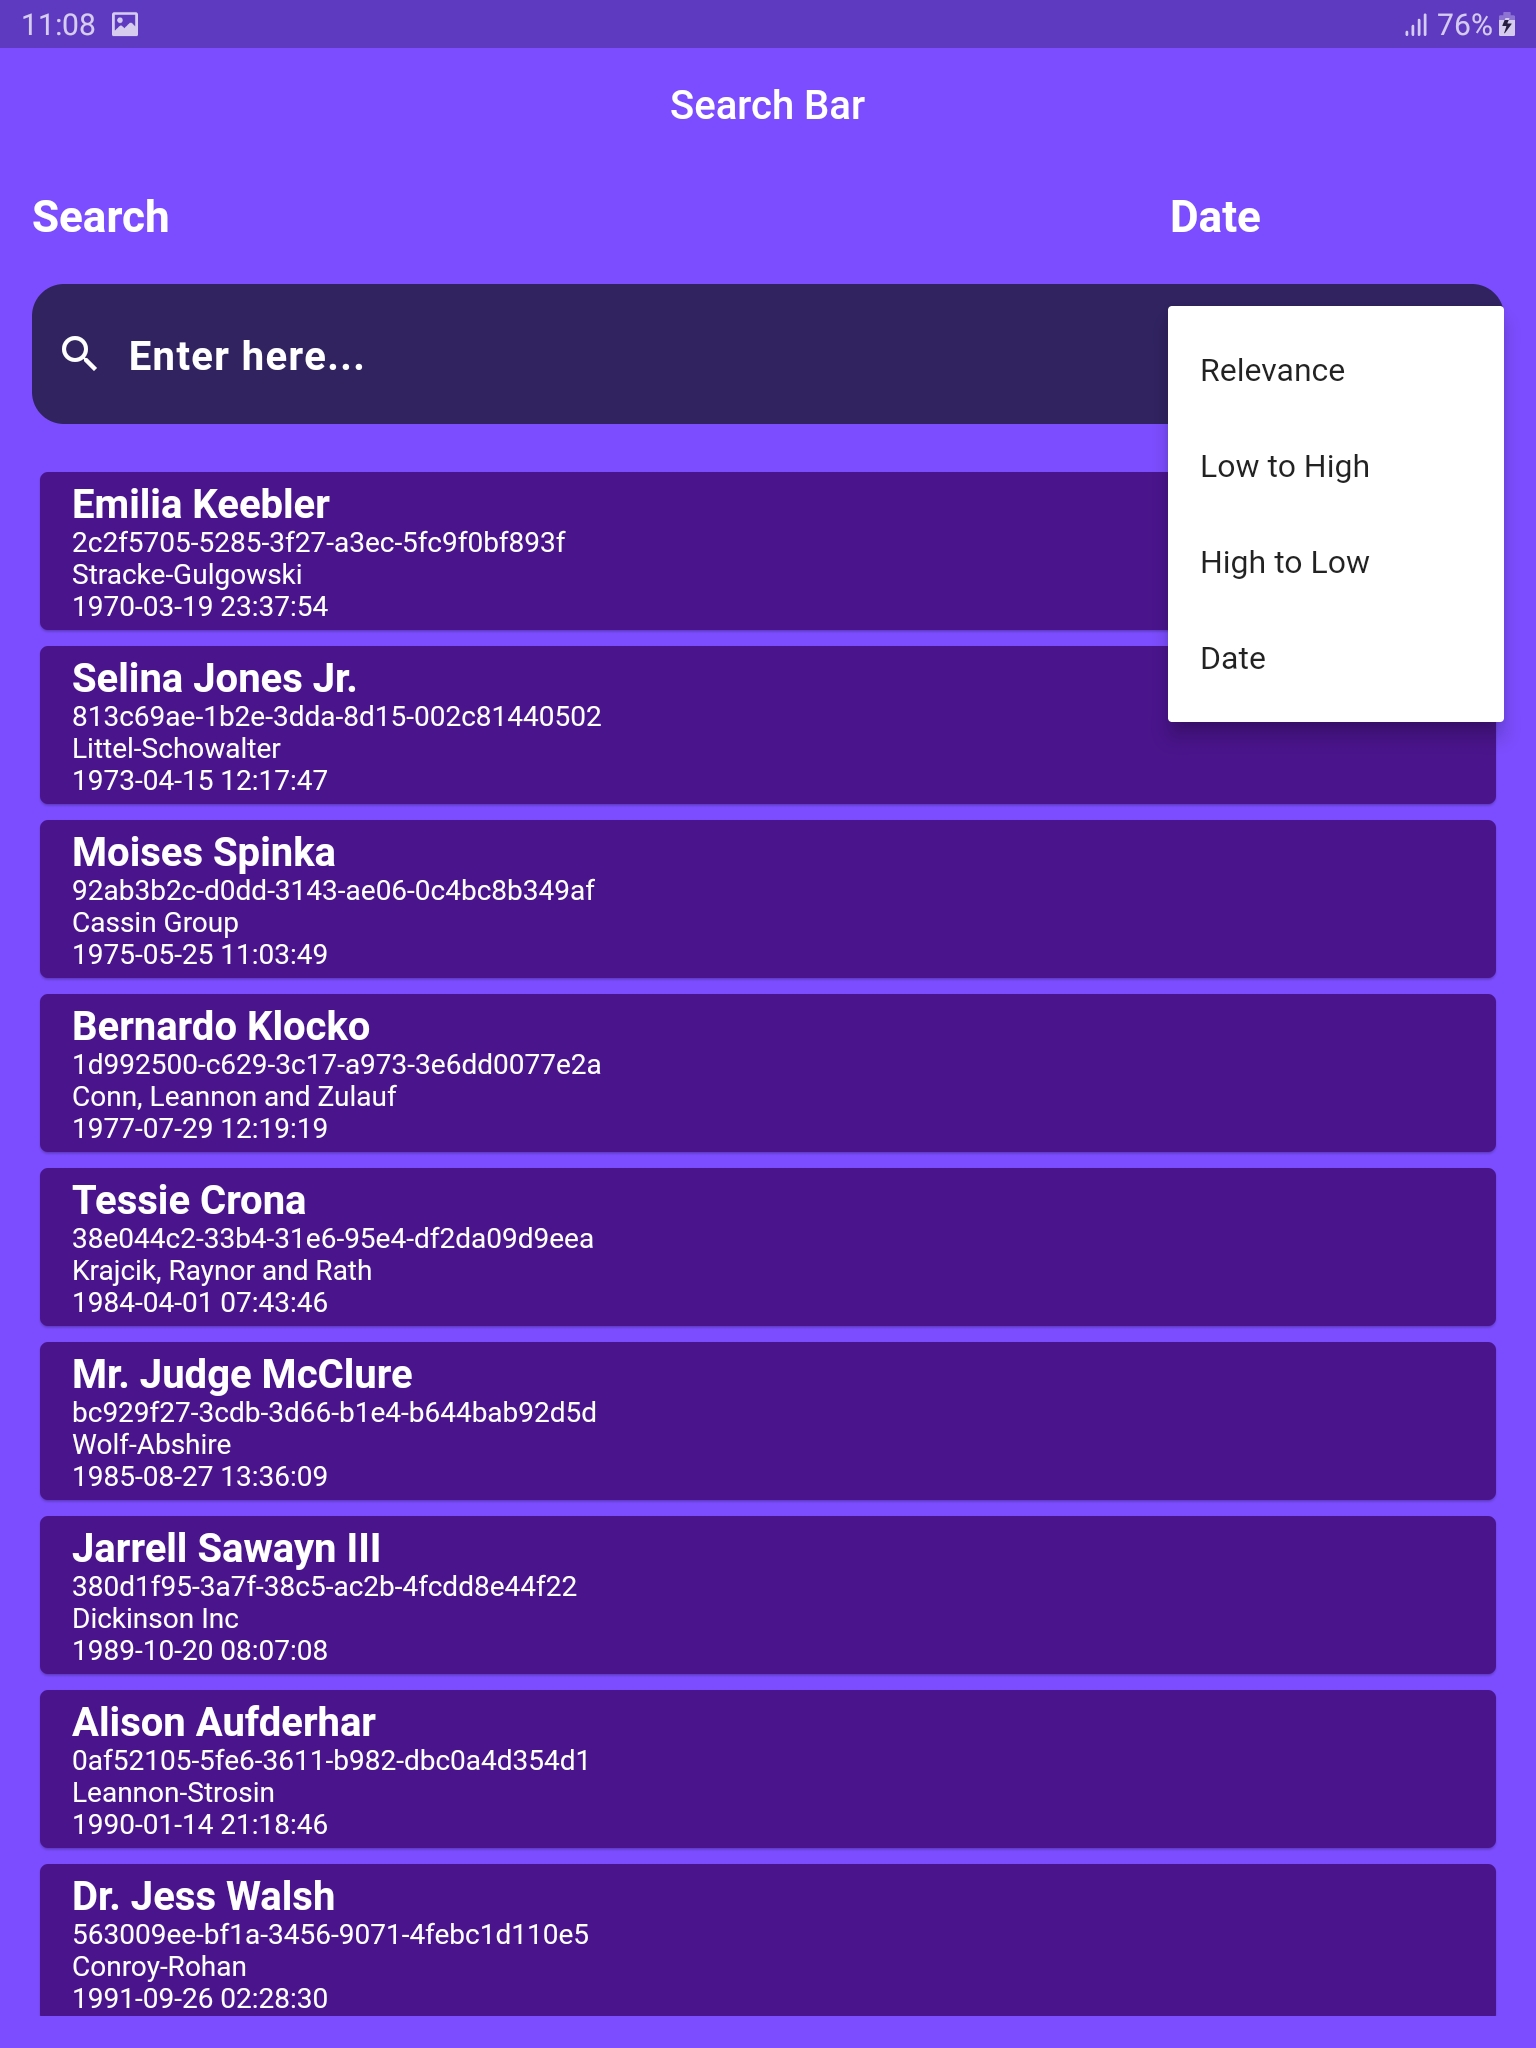 11:08
76%
Search Bar
Search
Date
Enter here...
Relevance
Low to High
High to Low
Date
Emilia Keebler
2c2f5705-5285-3f27-a3ec-5fc9f0bf893f
Stracke-Gulgowski
1970-03-19 23:37:54
Selina Jones Jr.
813c69ae-1b2e-3dda-8d15-002c81440502
Littel-Schowalter
1973-04-15 12:17:47
Moises Spinka
92ab3b2c-d0dd-3143-ae06-0c4bc8b349af
Cassin Group
1975-05-25 11:03:49
Bernardo Klocko
1d992500-c629-3c17-a973-3e6dd0077e2a
Conn, Leannon and Zulauf
1977-07-29 12:19:19
Tessie Crona
38e044c2-33b4-31e6-95e4-df2da09d9eea
Krajcik, Raynor and Rath
1984-04-01 07:43:46
Mr. Judge McClure
bc929f27-3cdb-3d66-b1e4-b644bab92d5d
Wolf-Abshire
1985-08-27 13:36:09
Jarrell Sawayn III
380d1f95-3a7f-38c5-ac2b-4fcdd8e44f22
Dickinson Inc
1989-10-20 08:07:08
Alison Aufderhar
0af52105-5fe6-3611-b982-dbc0a4d354d1
Leannon-Strosin
1990-01-14 21:18:46
Dr. Jess Walsh
563009ee-bf1a-3456-9071-4febc1d110e5
Conroy-Rohan
1991-09-26 02:28:30